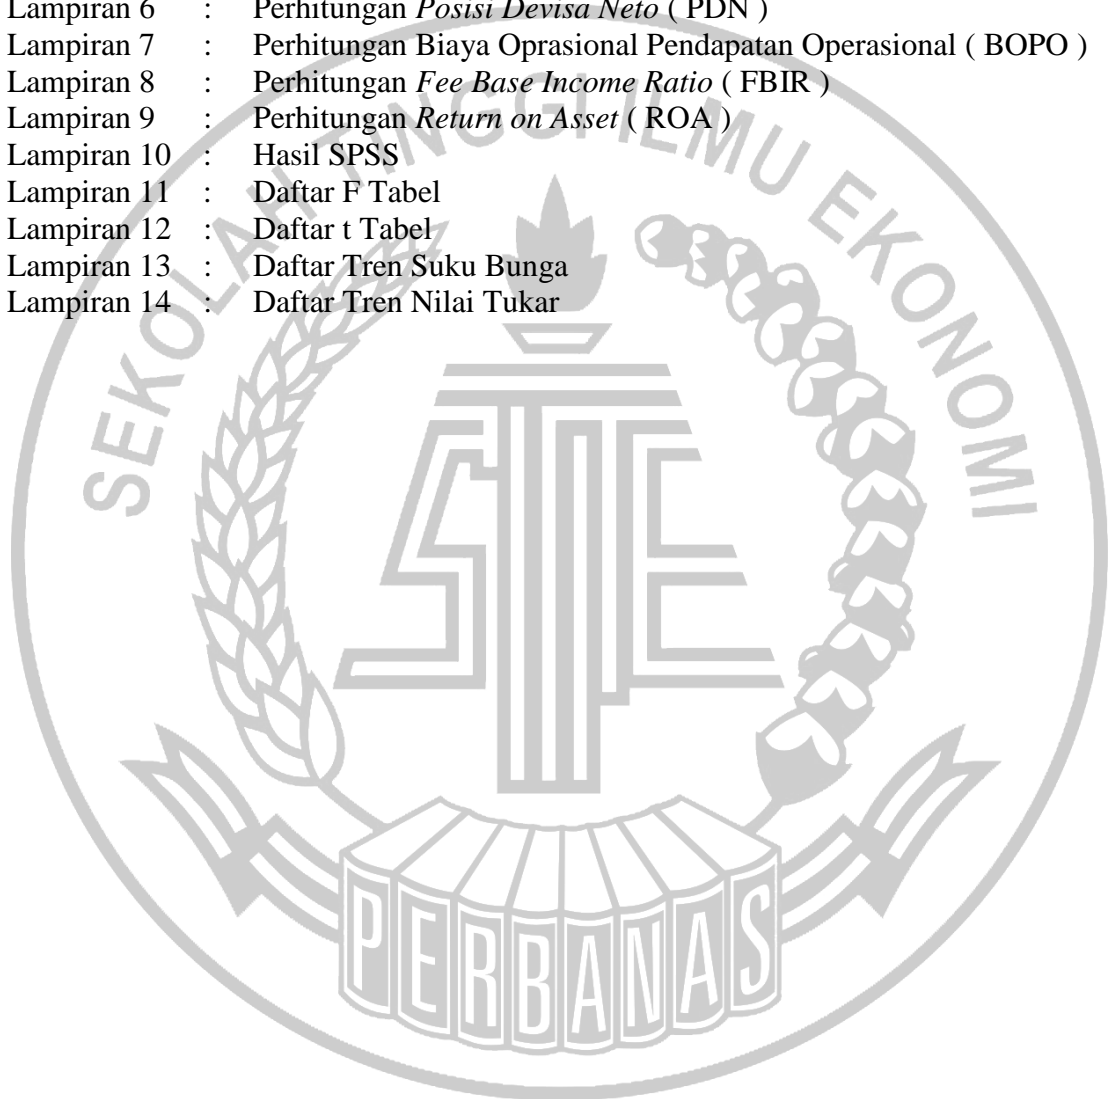 Lampiran 6 : Perhitungan Posisi Devisa Neto ( PDN )
Lampiran 7 : Perhitungan Biaya Oprasional Pendapatan Operasional ( BOPO )
Lampiran 8 : Perhitungan Fee Base Income Ratio ( FBIR )
Lampiran 9 : Perhitungan Return on Asset ( ROA )
Lampiran 10 : Hasil SPSS
Lampiran 11 : Daftar F Tabel
Lampiran 12 : Daftar t Tabel
Lampiran 13 : Daftar Tren Suku Bunga
Lampiran 14 : Daftar Tren Nilai Tukar
SEKOLAH TINGGI ILMU EKONOMI
STIE
PERBANAS